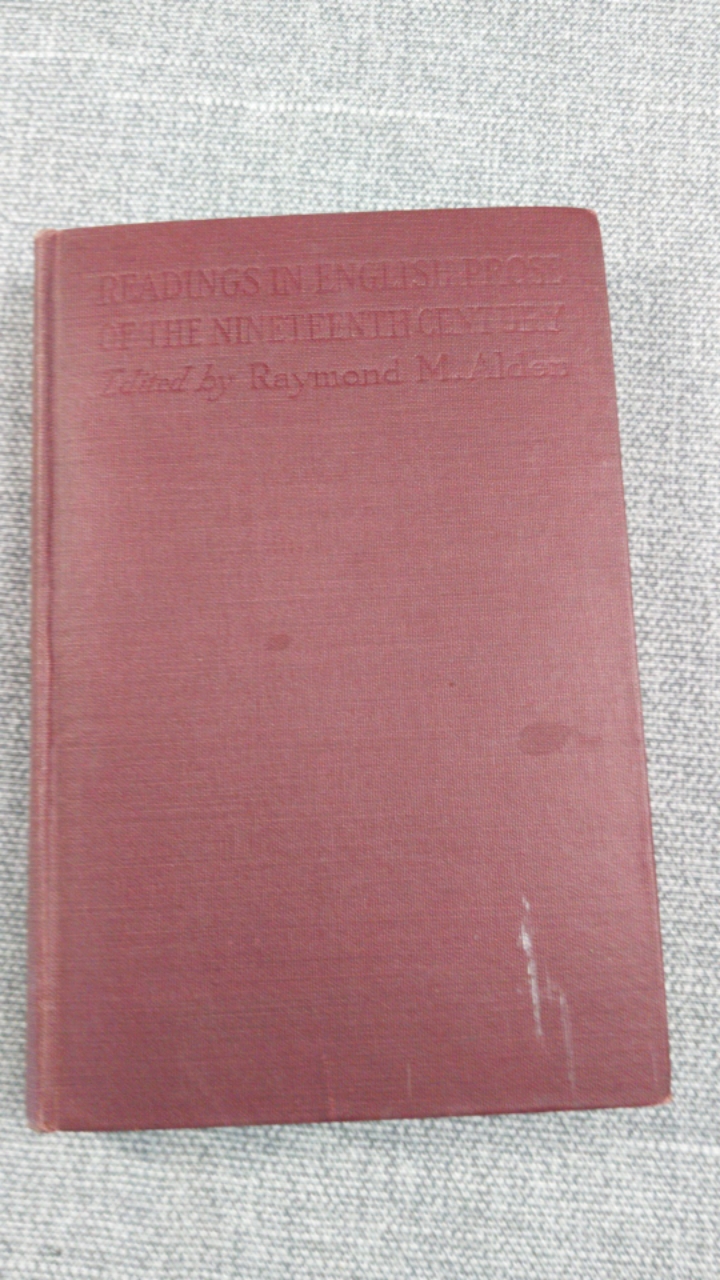 READINGS IN ENGLISH PROSE
OF THE NINETEENTH CENTURY
Edited by Raymond M. Alden